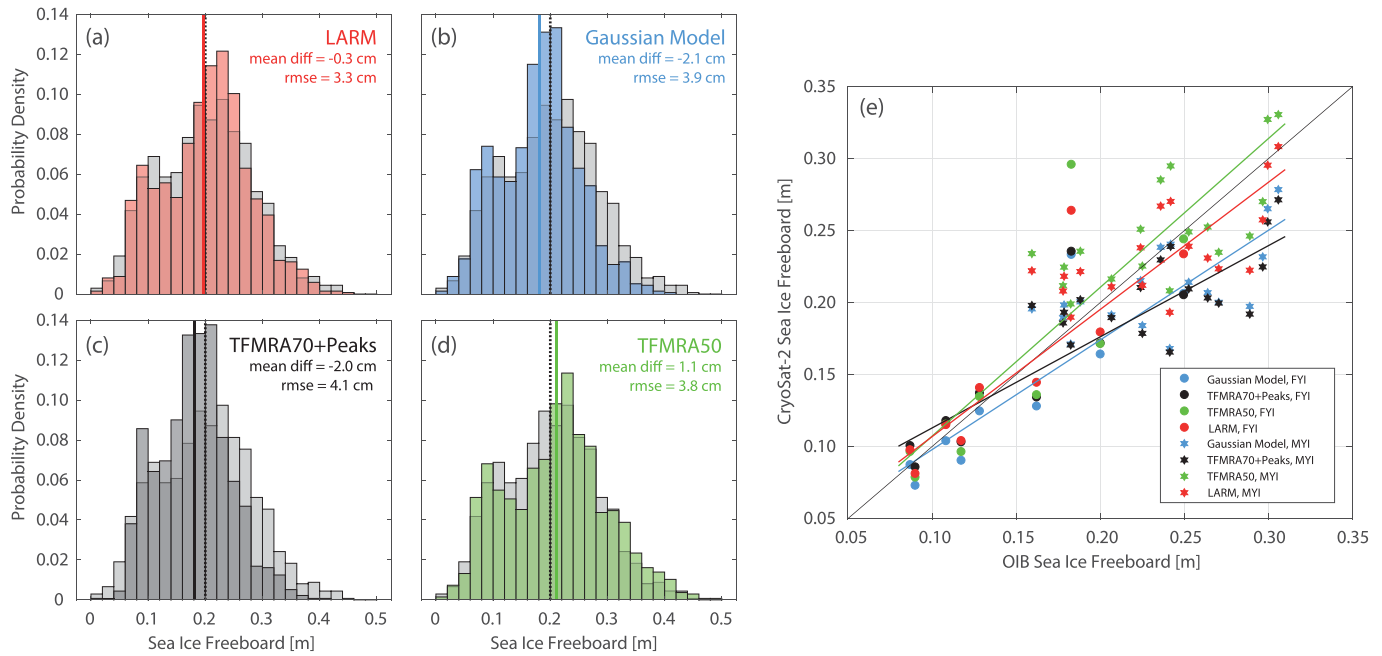 (a)
LARM
mean diff = -0.3 cm
rmse = 3.3 cm
Probability Density
0.14
0.12
0.10
0.08
0.06
0.04
0.02
0
(b)
Gaussian Model
mean diff = -2.1 cm
rmse = 3.9 cm
(c)
TFMRA70+Peaks
mean diff = -2.0 cm
rmse = 4.1 cm
Probability Density
0.14
0.12
0.10
0.08
0.06
0.04
0.02
0
0
0.1
0.2
0.3
0.4
0.5
Sea Ice Freeboard [m]
(d)
TFMRA50
mean diff = 1.1 cm
rmse = 3.8 cm
0
0.1
0.2
0.3
0.4
0.5
Sea Ice Freeboard [m]
(e)
CryoSat-2 Sea Ice Freeboard [m]
0.35
0.30
0.25
0.20
0.15
0.10
0.05
0.05
0.10
0.15
0.20
0.25
0.30
0.35
OIB Sea Ice Freeboard [m]
Gaussian Model, FYI
TFMRA70+Peaks, FYI
TFMRA50, FYI
LARM, FYI
Gaussian Model, MYI
TFMRA70+Peaks, MYI
TFMRA50, MYI
LARM, MYI